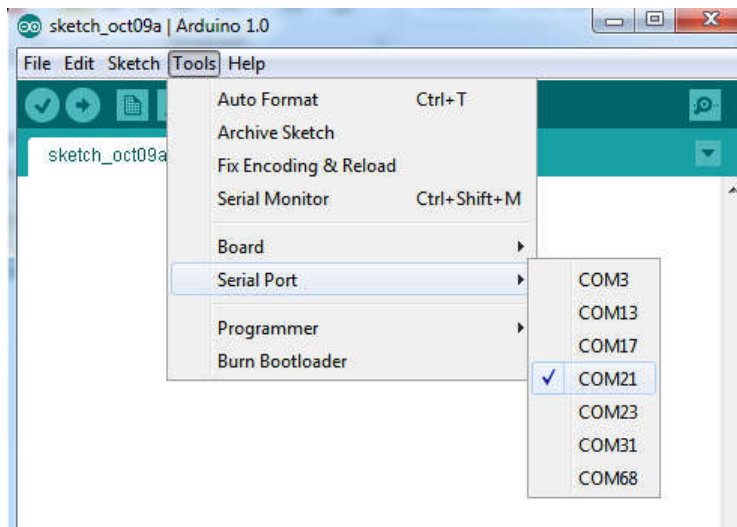 sketch_oct09a | Arduino 1.0
File Edit Sketch Tools Help
Auto Format Ctrl+T
Archive Sketch
sketch_oct09a
Fix Encoding & Reload
Serial Monitor Ctrl+Shift+M
Board
Serial Port
COM3
COM13
Programmer
COM17
Burn Bootloader
COM21
COM23
COM31
COM68